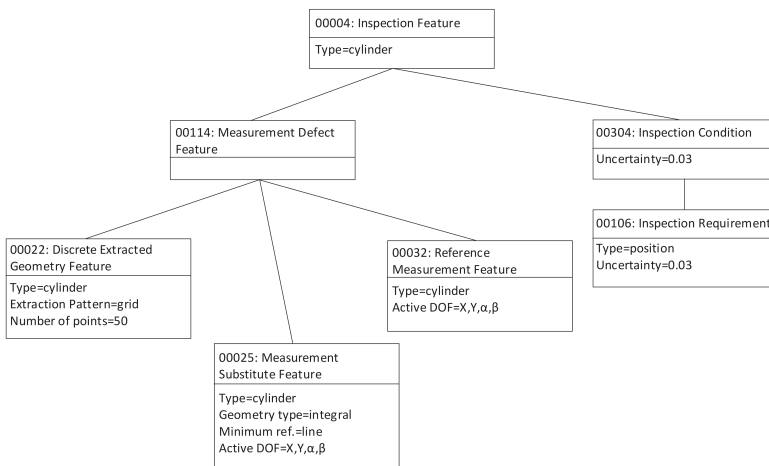 00004: Inspection Feature
Type=cylinder
00114: Measurement Defect
Feature
00304: Inspection Condition
Uncertainty=0.03
00106: Inspection Requirement
Type=position
Uncertainty=0.03
00022: Discrete Extracted
Geometry Feature
Type=cylinder
Extraction Pattern=grid
Number of points=50
00032: Reference
Measurement Feature
Type=cylinder
Active DOF=X,Y,α,β
00025: Measurement
Substitute Feature
Type=cylinder
Geometry type=integral
Minimum ref.=line
Active DOF=X,Y,α,β